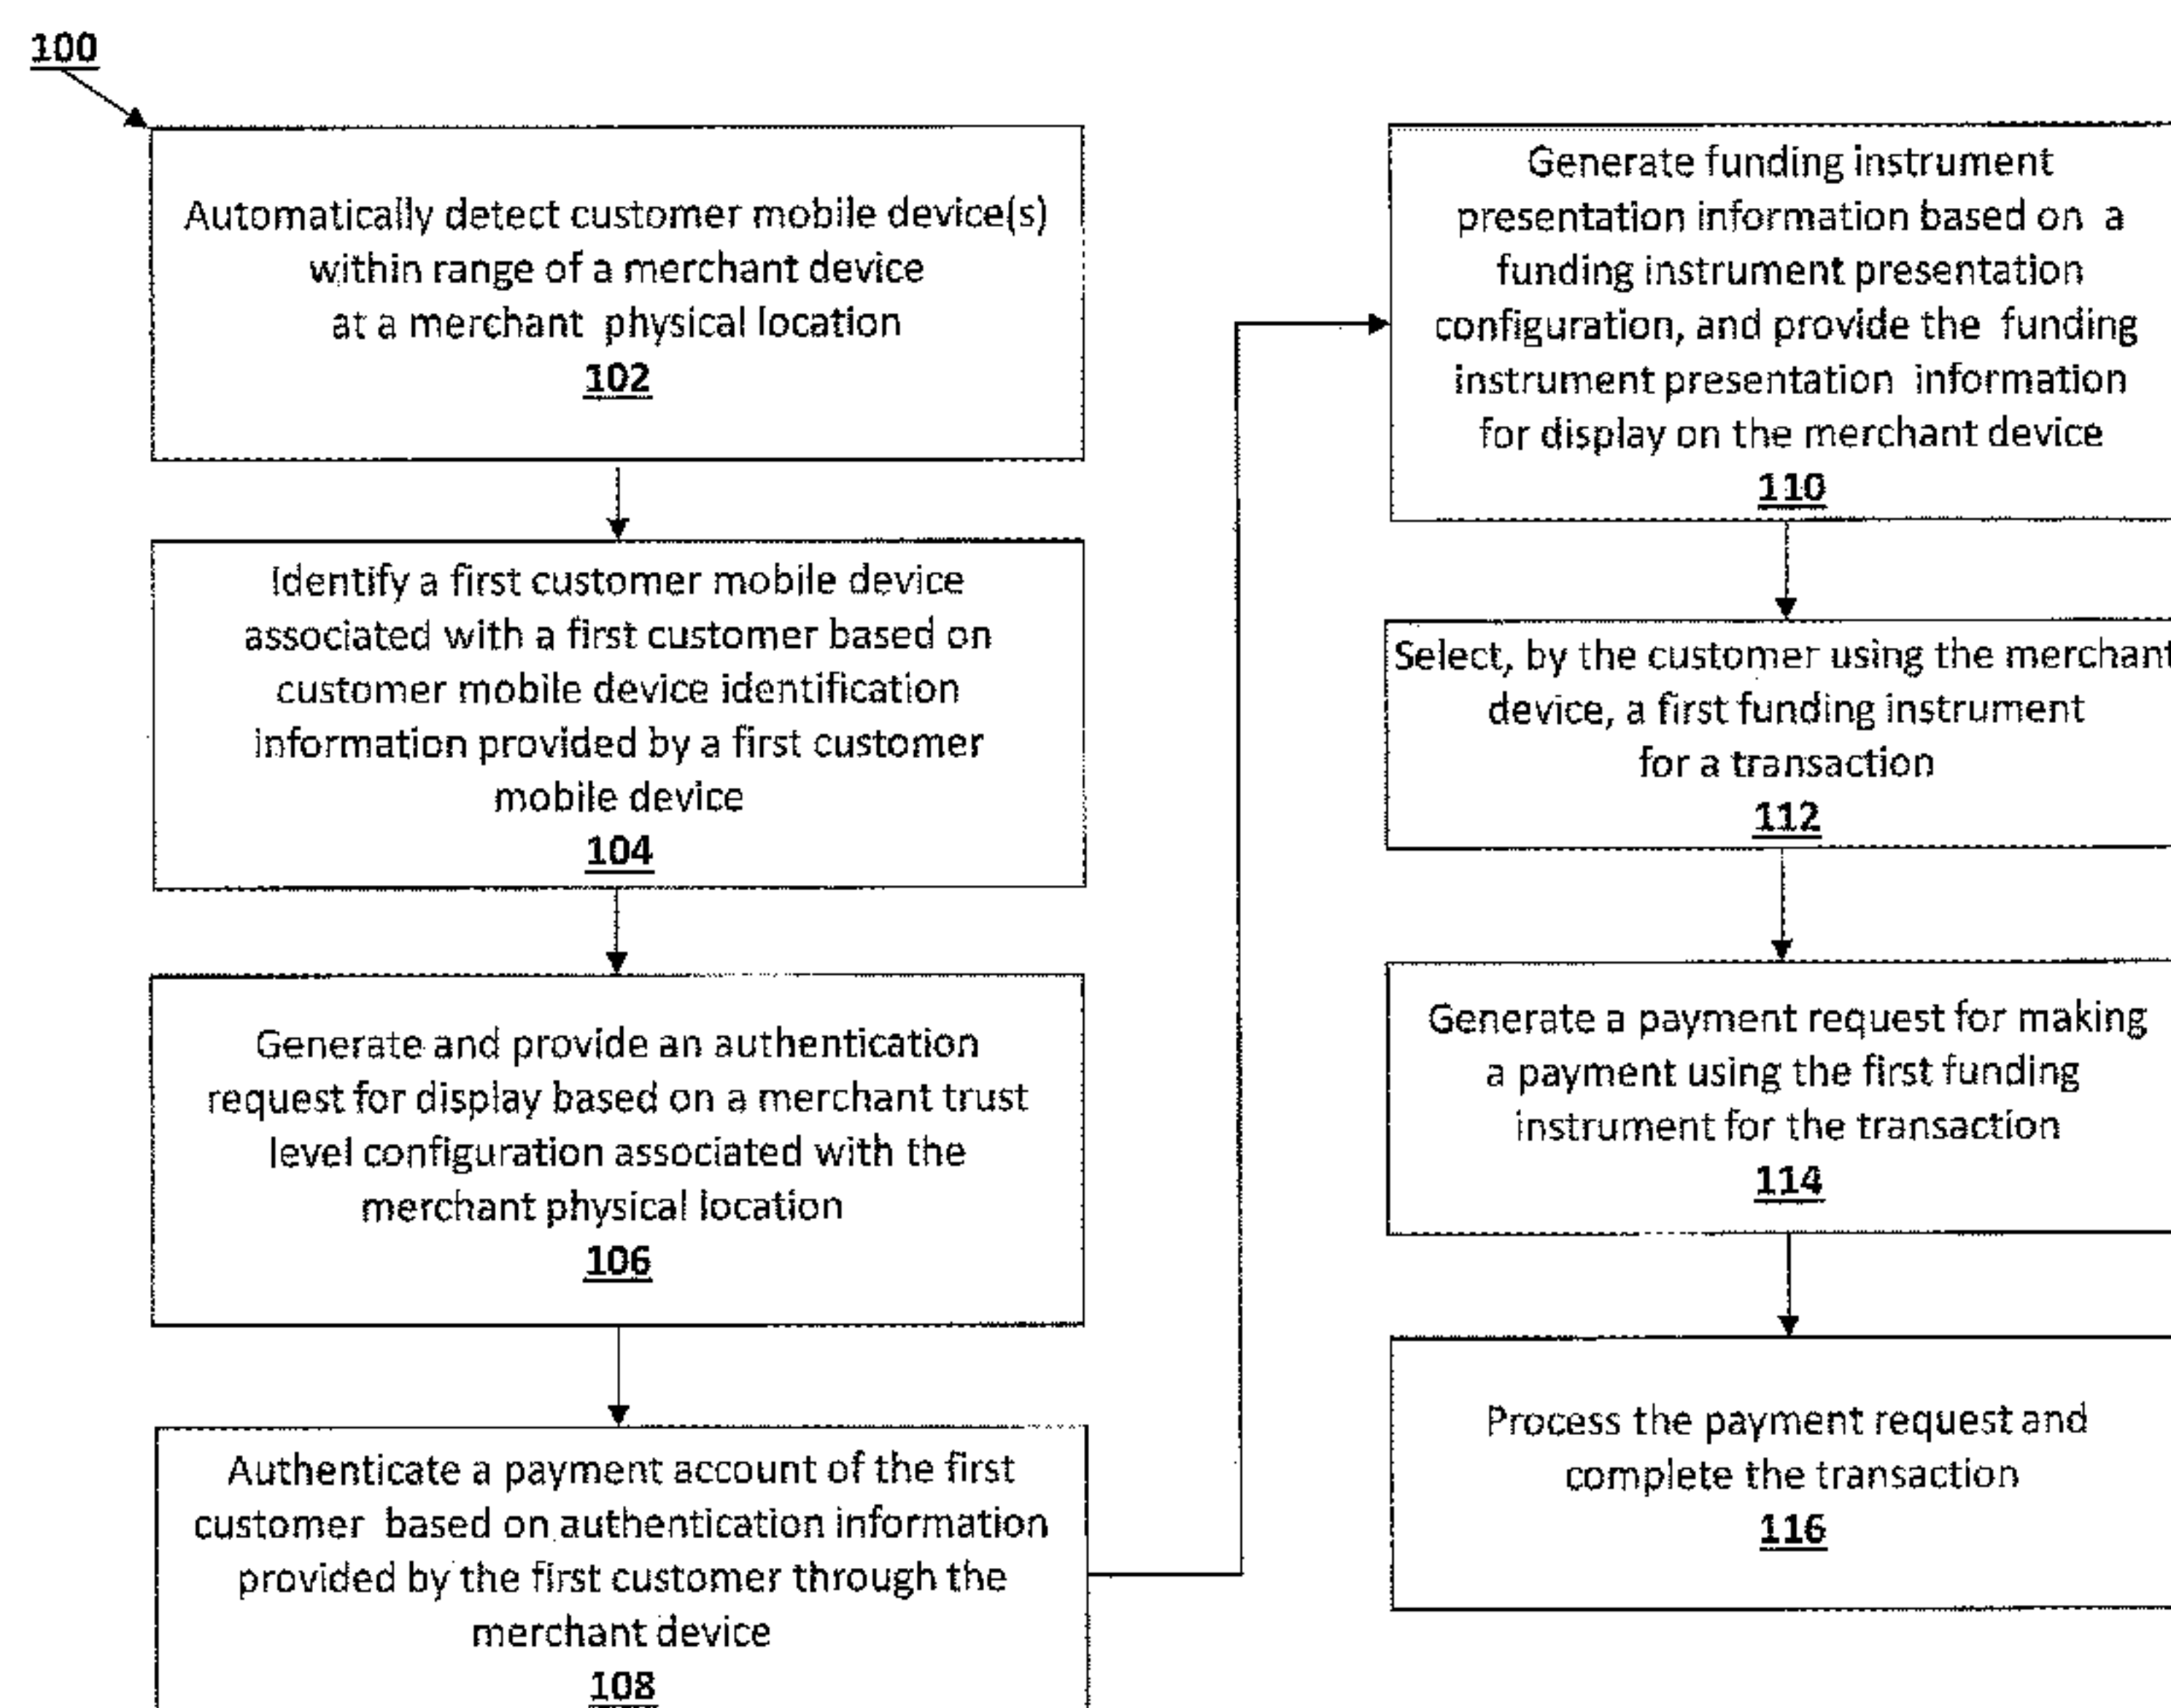 100
Automatically detect customer mobile device(s)
within range of a merchant device
at a merchant physical location
102
Identify a first customer mobile device
associated with a first customer based on
customer mobile device identification
information provided by a first customer
mobile device
104
Generate and provide an authentication
request for display based on a merchant trust
level configuration associated with the
merchant physical location
106
Authenticate a payment account of the first
customer based on authentication information
provided by the first customer through the
merchant device
108
Generate funding instrument
presentation information based on a
funding instrument presentation
configuration, and provide the funding
instrument presentation information
for display on the merchant device
110
Select, by the customer using the merchant
device, a first funding instrument
for a transaction
112
Generate a payment request for making
a payment using the first funding
instrument for the transaction
114
Process the payment request and
complete the transaction
116